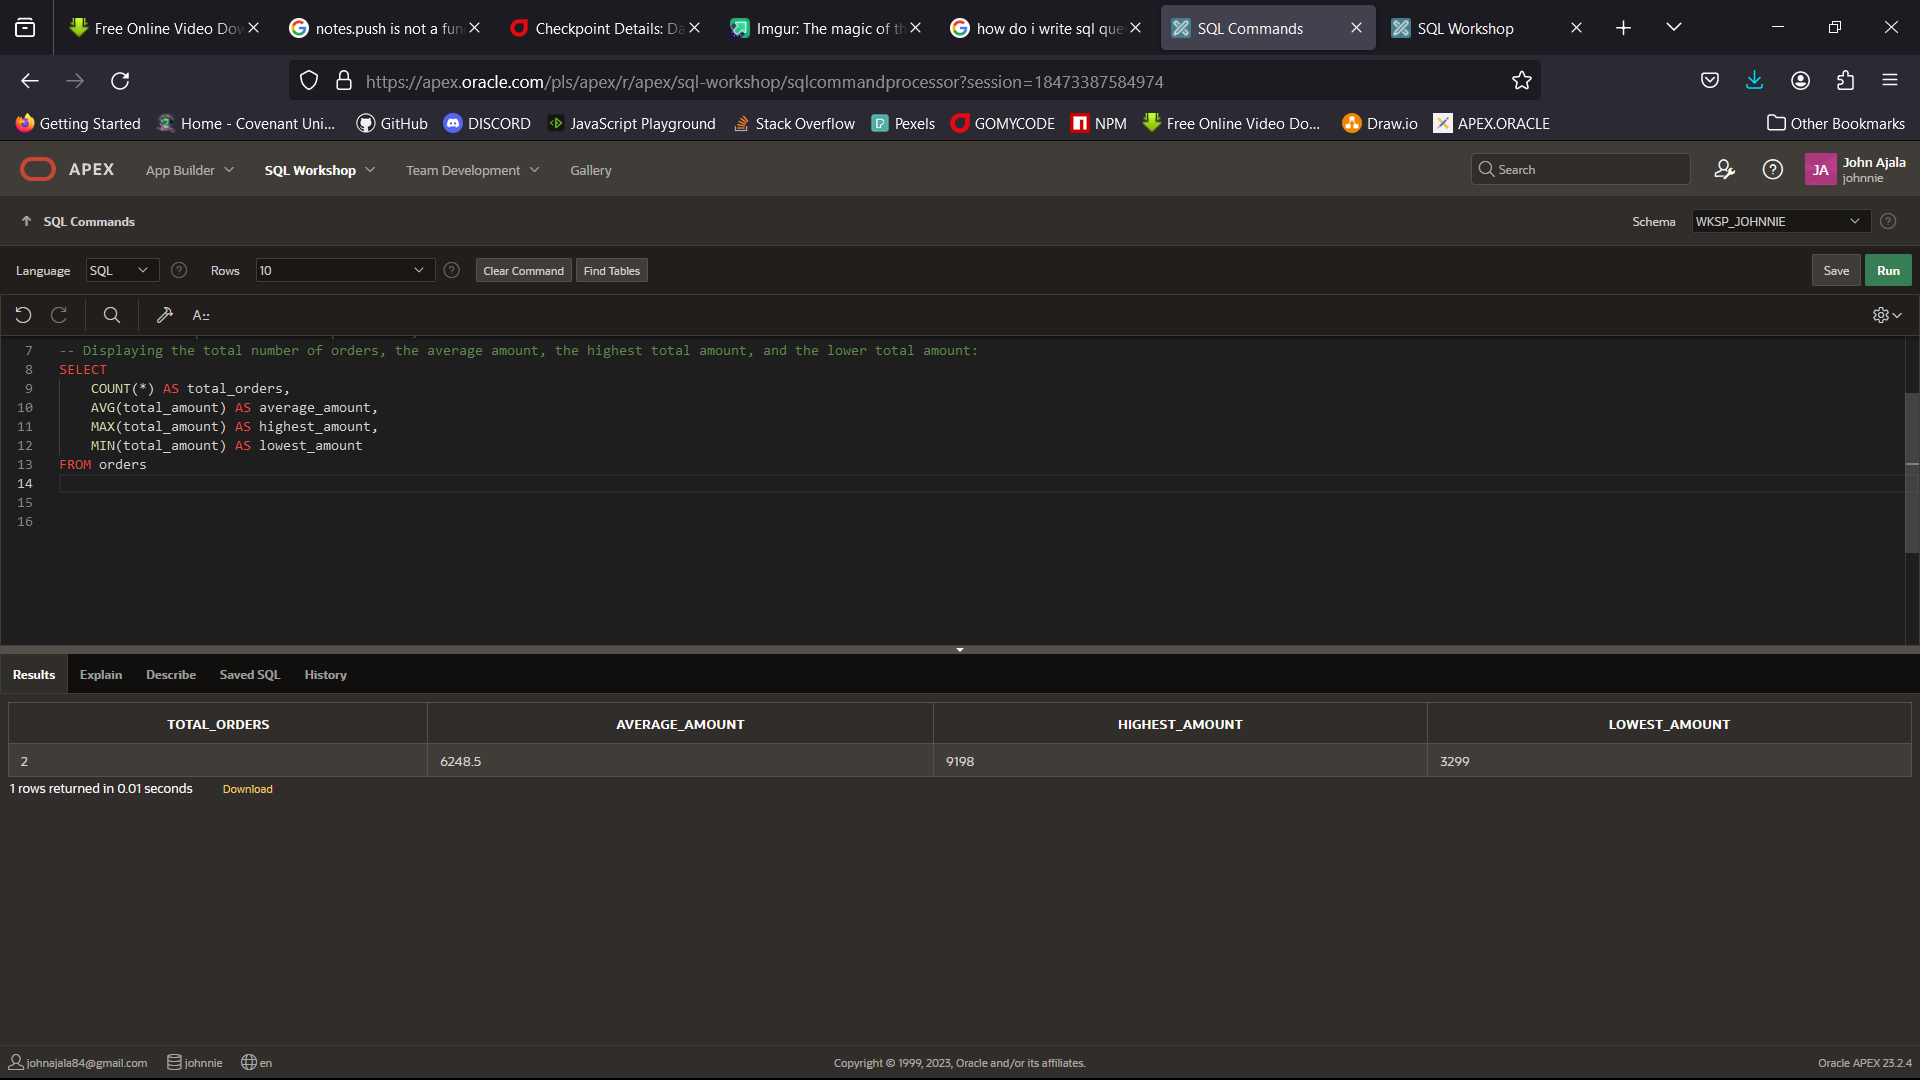 Free Online Video Dow
notes.push is not a fun
Checkpoint Details: Da
Imgur: The magic of th
how do i write sql que
SQL Commands
SQL Workshop
https://apex.oracle.com/pls/apex/r/apex/sql-workshop/sqlcommandprocessor?session=18473387584974
Getting Started
Home - Covenant Uni...
GitHub
DISCORD
JavaScript Playground
Stack Overflow
Pexels
GOMYCODE
NPM
Free Online Video Do...
Draw.io
APEX.ORACLE
Other Bookmarks
APEX
App Builder
SQL Workshop
Team Development
Gallery
Search
JA
John Ajala
johnnie
SQL Commands
Schema
WKSP_JOHNNIE
Language
SQL
Rows
10
Clear Command
Find Tables
Save
Run
A::
7 -- Displaying the total number of orders, the average amount, the highest total amount, and the lower total amount:
8 SELECT
9 COUNT(*) AS total_orders,
10 AVG(total_amount) AS average_amount,
11 MAX(total_amount) AS highest_amount,
12 MIN(total_amount) AS lowest_amount
13 FROM orders
14
15
16
Results
Explain
Describe
Saved SQL
History
TOTAL_ORDERS AVERAGE_AMOUNT HIGHEST_AMOUNT LOWEST_AMOUNT
2 6248.5 9198 3299
1 rows returned in 0.01 seconds
Download
johnajala84@gmail.com
johnnie
en
Copyright © 1999, 2023, Oracle and/or its affiliates.
Oracle APEX 23.2.4